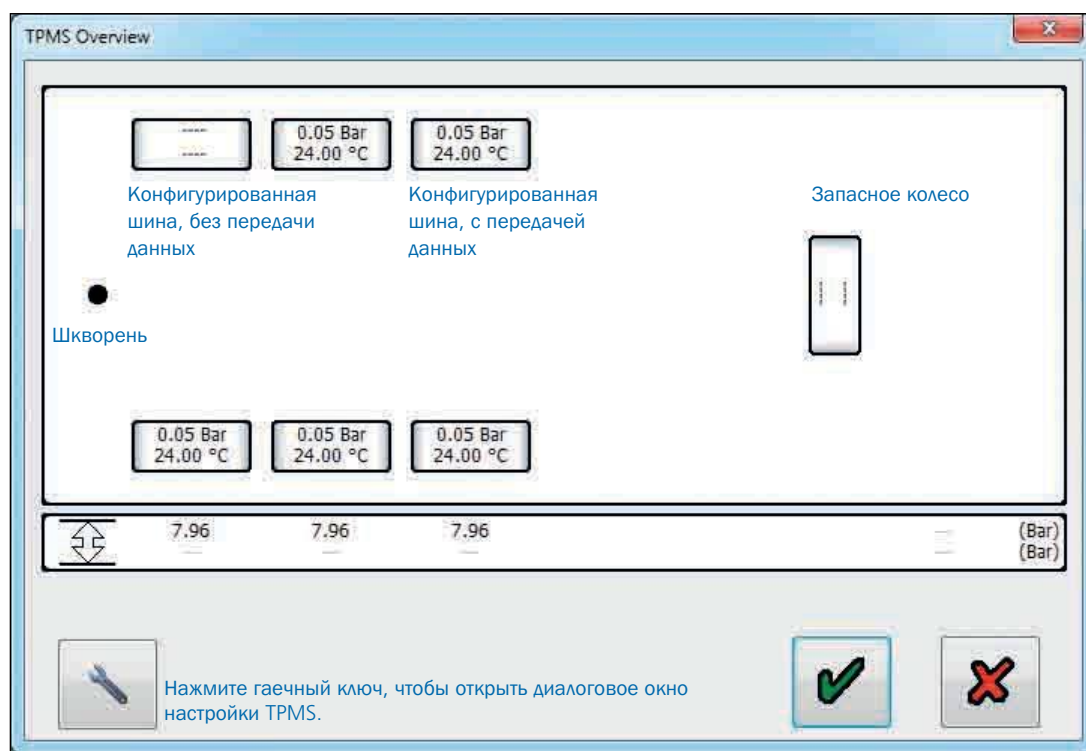 TPMS Overview
---- 0.05 Bar 0.05 Bar
---- 24.00 °C 24.00 °C
Конфигурированная
шина, без передачи
данных
Конфигурированная
шина, с передачей
данных
Запасное колесо
---- ----
Шкворень
0.05 Bar 0.05 Bar 0.05 Bar
24.00 °C 24.00 °C 24.00 °C
7.96 7.96 7.96 (Bar)
(Bar)
Нажмите гаечный ключ, чтобы открыть диалоговое окно
настройки TPMS.